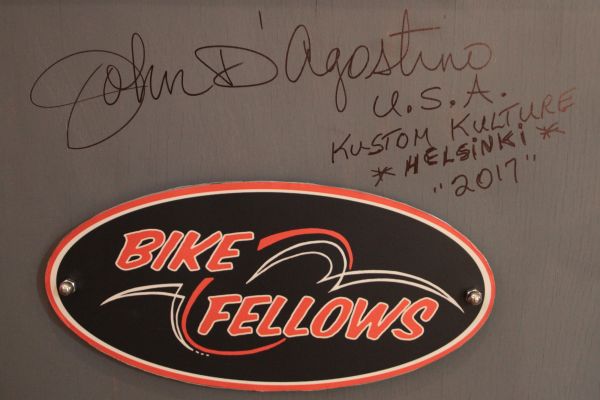 John D'Agostino
U.S.A.
KUSTOM KULTURE
* HELSiNKi *
"2017"
BIKE
FELLOWS